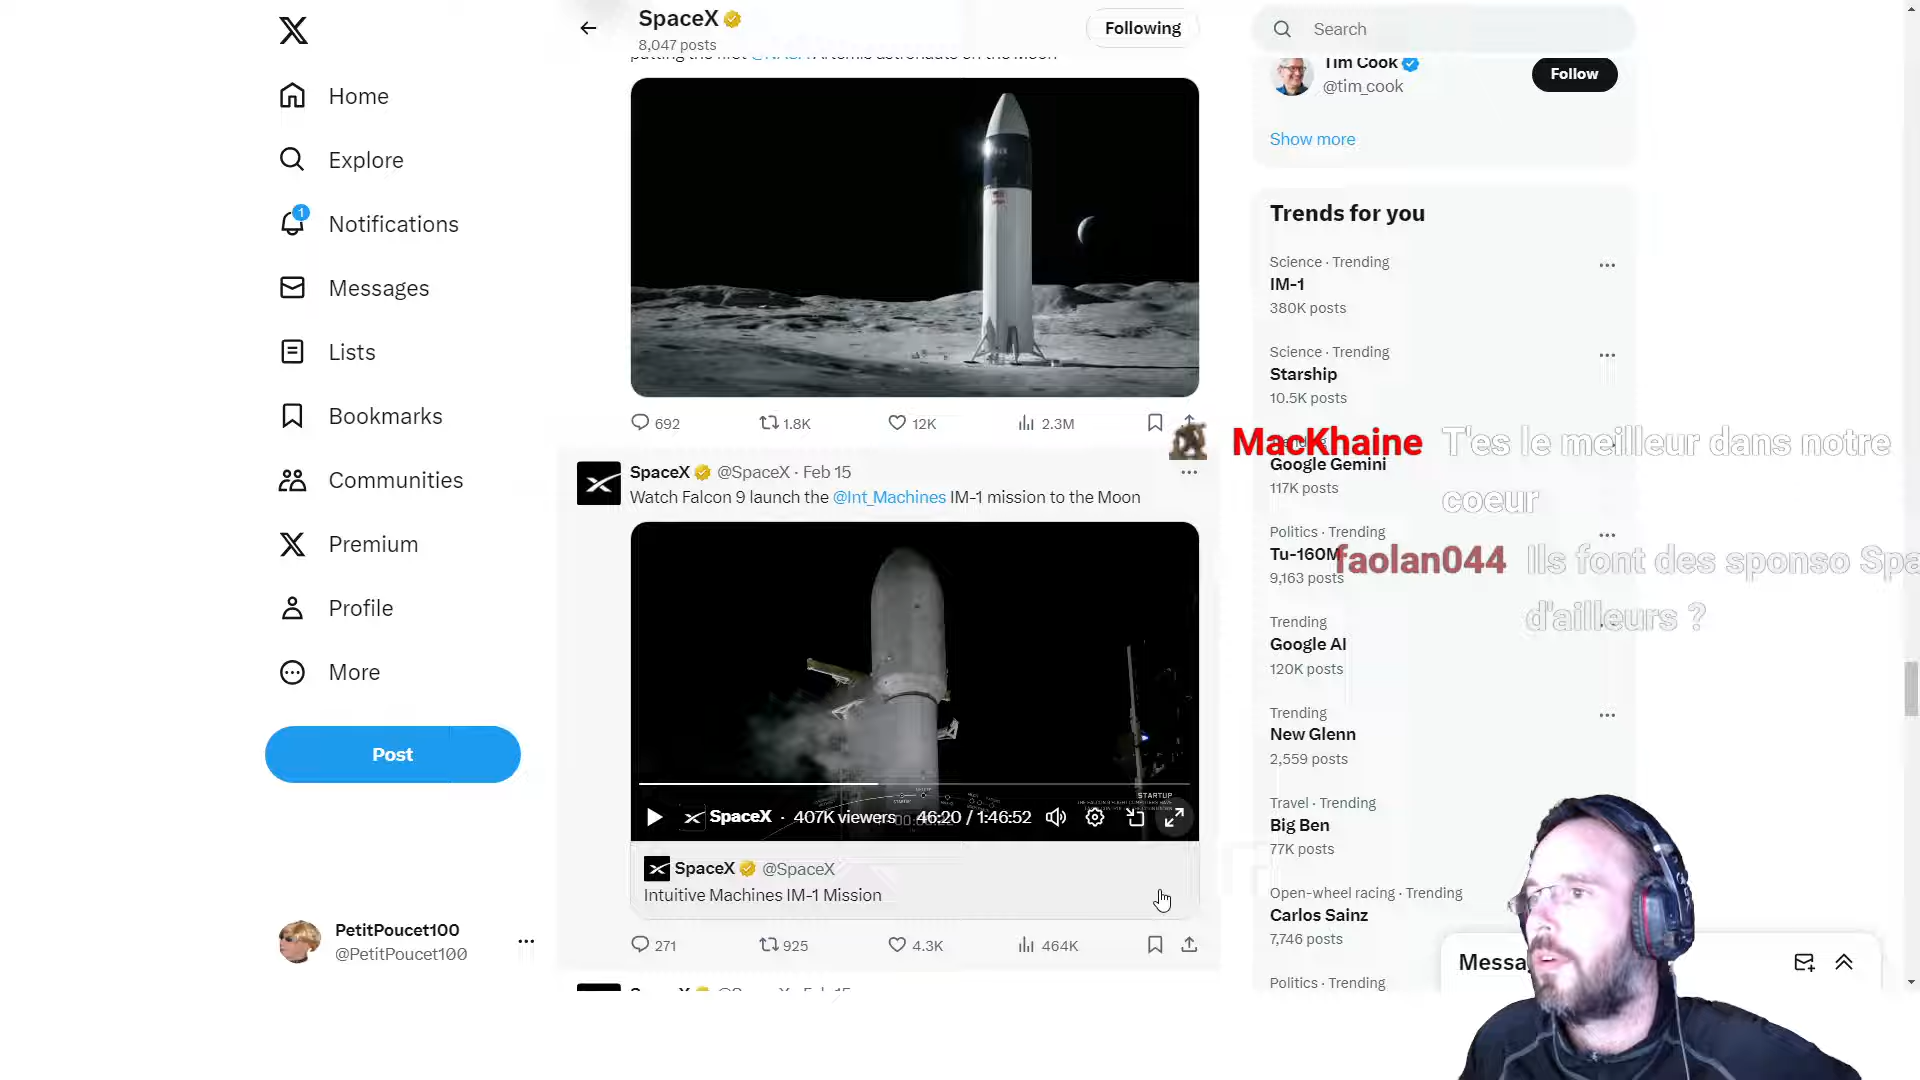 SpaceX
8,047 posts
Following
Search
Home
Explore
1
Notifications
Messages
Lists
Bookmarks
Communities
Premium
Profile
More
Post
PetitPoucet100
@PetitPoucet100
692
1.8K
12K
2.3M
SpaceX @SpaceX · Feb 15
Watch Falcon 9 launch the @Int_Machines IM-1 mission to the Moon
STARTUP
SpaceX · 407K viewers 46:20 / 1:46:52
SpaceX @SpaceX
Intuitive Machines IM-1 Mission
271
925
4.3K
464K
Tim Cook
@tim_cook
Follow
Show more
Trends for you
Science · Trending
IM-1
380K posts
Science · Trending
Starship
10.5K posts
Google Gemini
117K posts
Politics · Trending
Tu-160M
9,163 posts
Trending
Google AI
120K posts
Trending
New Glenn
2,559 posts
Travel · Trending
Big Ben
77K posts
Open-wheel racing · Trending
Carlos Sainz
7,746 posts
Politics · Trending
MacKhaine T'es le meilleur dans notre
coeur
faolan044 Ils font des sponso Spa
d'ailleurs ?
Messa